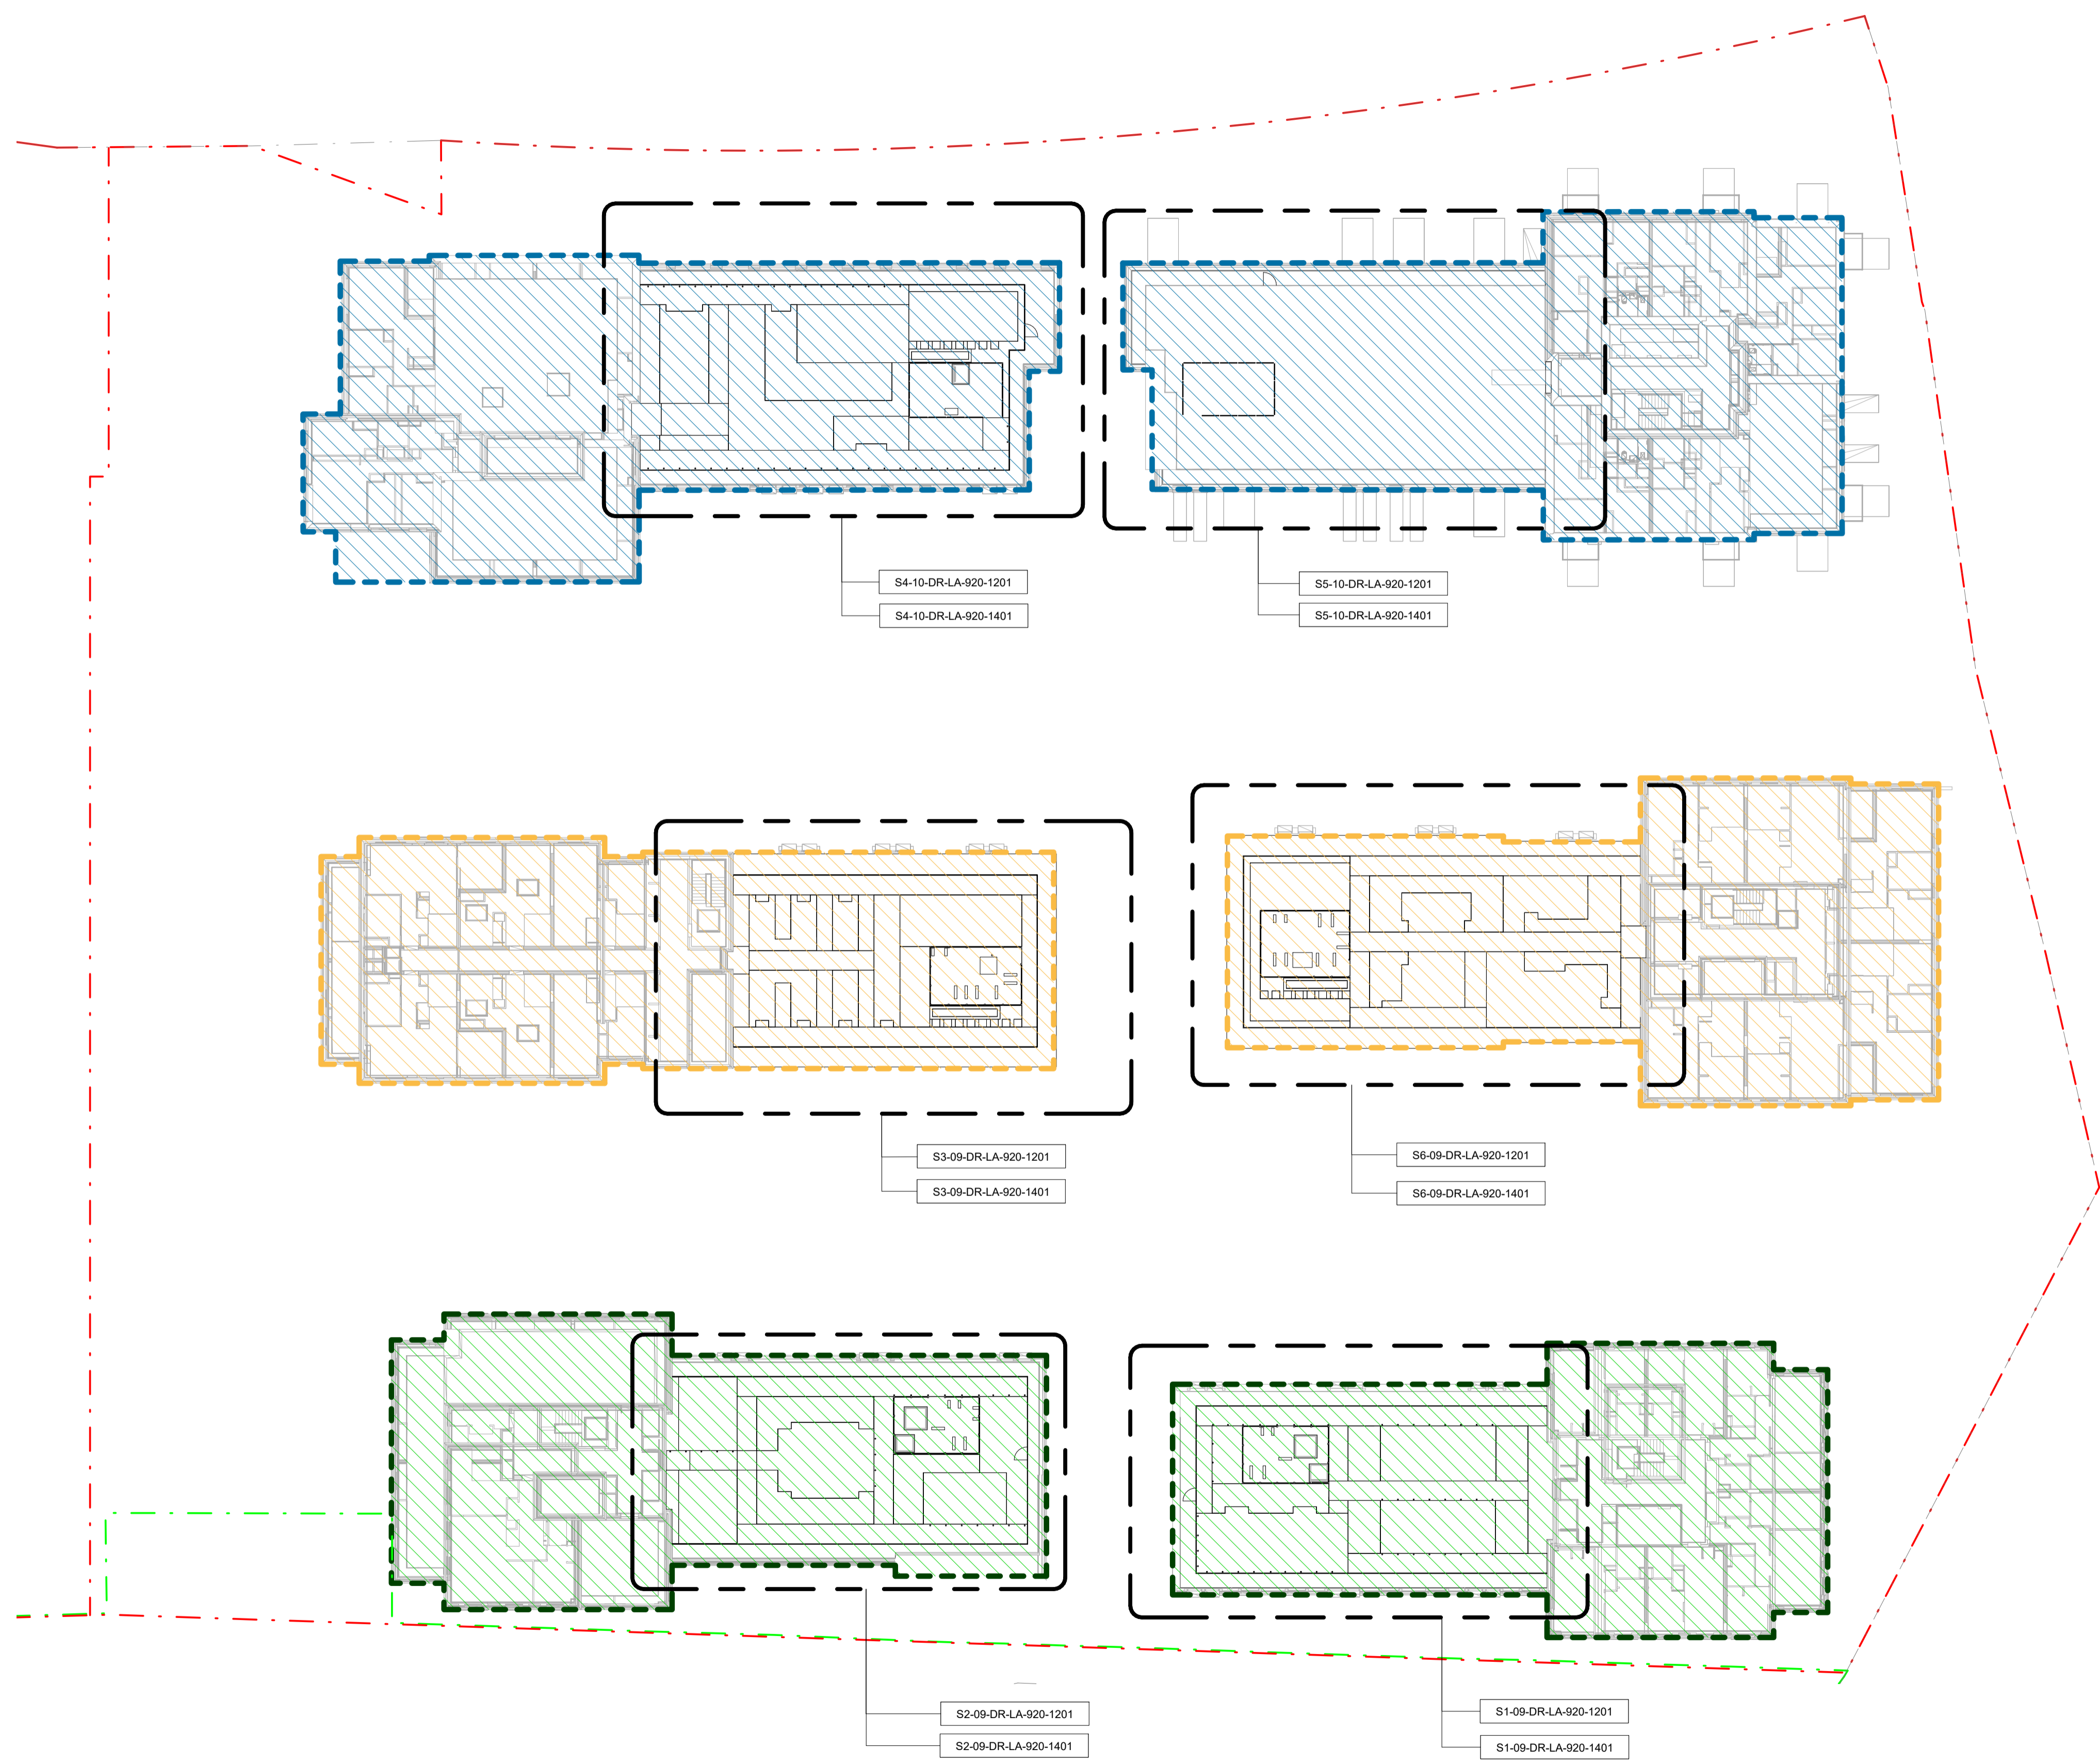 S4-10-DR-LA-920-1201
S4-10-DR-LA-920-1401
S5-10-DR-LA-920-1201
S5-10-DR-LA-920-1401
S3-09-DR-LA-920-1201
S3-09-DR-LA-920-1401
S6-09-DR-LA-920-1201
S6-09-DR-LA-920-1401
S2-09-DR-LA-920-1201
S2-09-DR-LA-920-1401
S1-09-DR-LA-920-1201
S1-09-DR-LA-920-1401